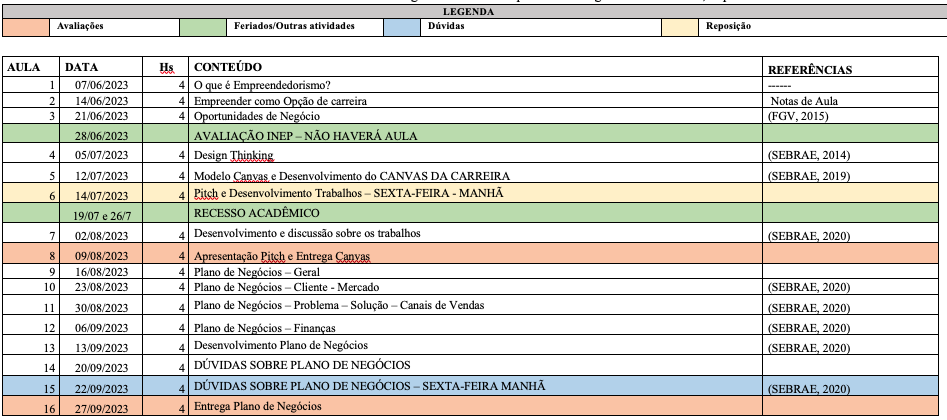 LEGENDA
Avaliações Feriados/Outras atividades Dúvidas Reposição
AULA DATA Hs CONTEÚDO REFERÊNCIAS
1 07/06/2023 4 O que é Empreendedorismo? ------
2 14/06/2023 4 Empreender como Opção de carreira Notas de Aula
3 21/06/2023 4 Oportunidades de Negócio (FGV, 2015)
28/06/2023 AVALIAÇÃO INEP – NÃO HAVERÁ AULA
4 05/07/2023 4 Design Thinking (SEBRAE, 2014)
5 12/07/2023 4 Modelo Canvas e Desenvolvimento do CANVAS DA CARREIRA (SEBRAE, 2019)
6 14/07/2023 4 Pitch e Desenvolvimento Trabalhos – SEXTA-FEIRA - MANHÃ
19/07 e 26/7 RECESSO ACADÊMICO
7 02/08/2023 4 Desenvolvimento e discussão sobre os trabalhos (SEBRAE, 2020)
8 09/08/2023 4 Apresentação Pitch e Entrega Canvas
9 16/08/2023 4 Plano de Negócios – Geral
10 23/08/2023 4 Plano de Negócios – Cliente - Mercado (SEBRAE, 2020)
11 30/08/2023 4 Plano de Negócios – Problema – Solução – Canais de Vendas (SEBRAE, 2020)
12 06/09/2023 4 Plano de Negócios – Finanças (SEBRAE, 2020)
13 13/09/2023 4 Desenvolvimento Plano de Negócios (SEBRAE, 2020)
14 20/09/2023 4 DÚVIDAS SOBRE PLANO DE NEGÓCIOS
15 22/09/2023 4 DÚVIDAS SOBRE PLANO DE NEGÓCIOS – SEXTA-FEIRA MANHÃ (SEBRAE, 2020)
16 27/09/2023 4 Entrega Plano de Negócios